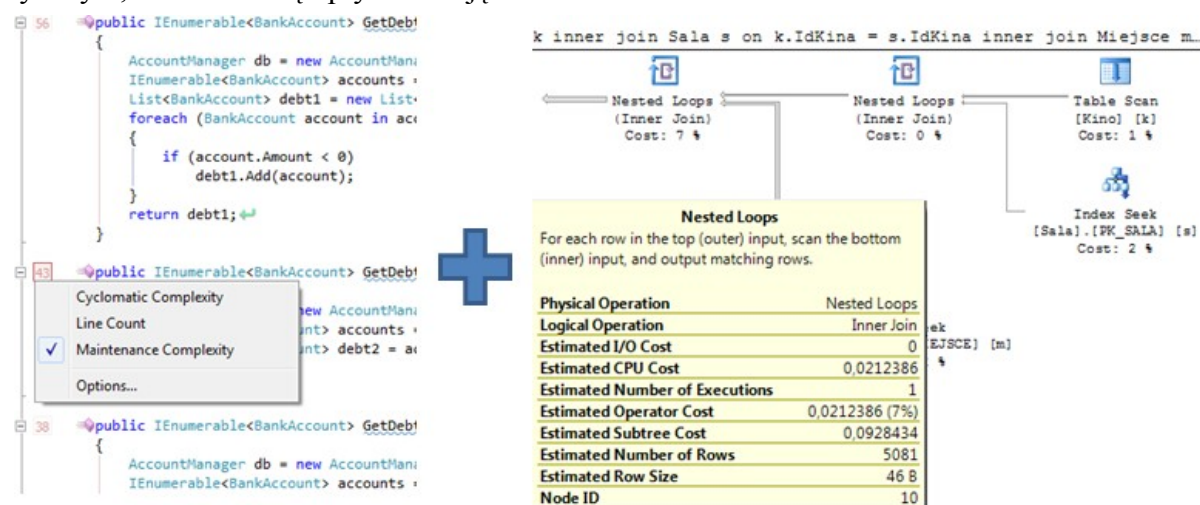 56 public IEnumerable<BankAccount> GetDebt
{
AccountManager db = new AccountMana
IEnumerable<BankAccount> accounts =
List<BankAccount> debt1 = new List<
foreach (BankAccount account in acc
{
if (account.Amount < 0)
debt1.Add(account);
}
return debt1;
}
43 public IEnumerable<BankAccount> GetDebt
Cyclomatic Complexity
Line Count
Maintenance Complexity
Options...
new AccountMana
unt> accounts =
unt> debt2 = ac
38 public IEnumerable<BankAccount> GetDebt
{
AccountManager db = new AccountMana
IEnumerable<BankAccount> accounts =
k inner join Sala s on k.IdKina = s.IdKina inner join Miejsce m…
Nested Loops
(Inner Join)
Cost: 7 %
Nested Loops
(Inner Join)
Cost: 0 %
Table Scan
[Kino] [k]
Cost: 1 %
Index Seek
[Sala].[PK_SALA] [s]
Cost: 2 %
Nested Loops
For each row in the top (outer) input, scan the bottom
(inner) input, and output matching rows.
Physical Operation Nested Loops
Logical Operation Inner Join
Estimated I/O Cost 0
Estimated CPU Cost 0,0212386
Estimated Number of Executions 1
Estimated Operator Cost 0,0212386 (7%)
Estimated Subtree Cost 0,0928434
Estimated Number of Rows 5081
Estimated Row Size 46 B
Node ID 10
ek
EJSCE] [m]
%